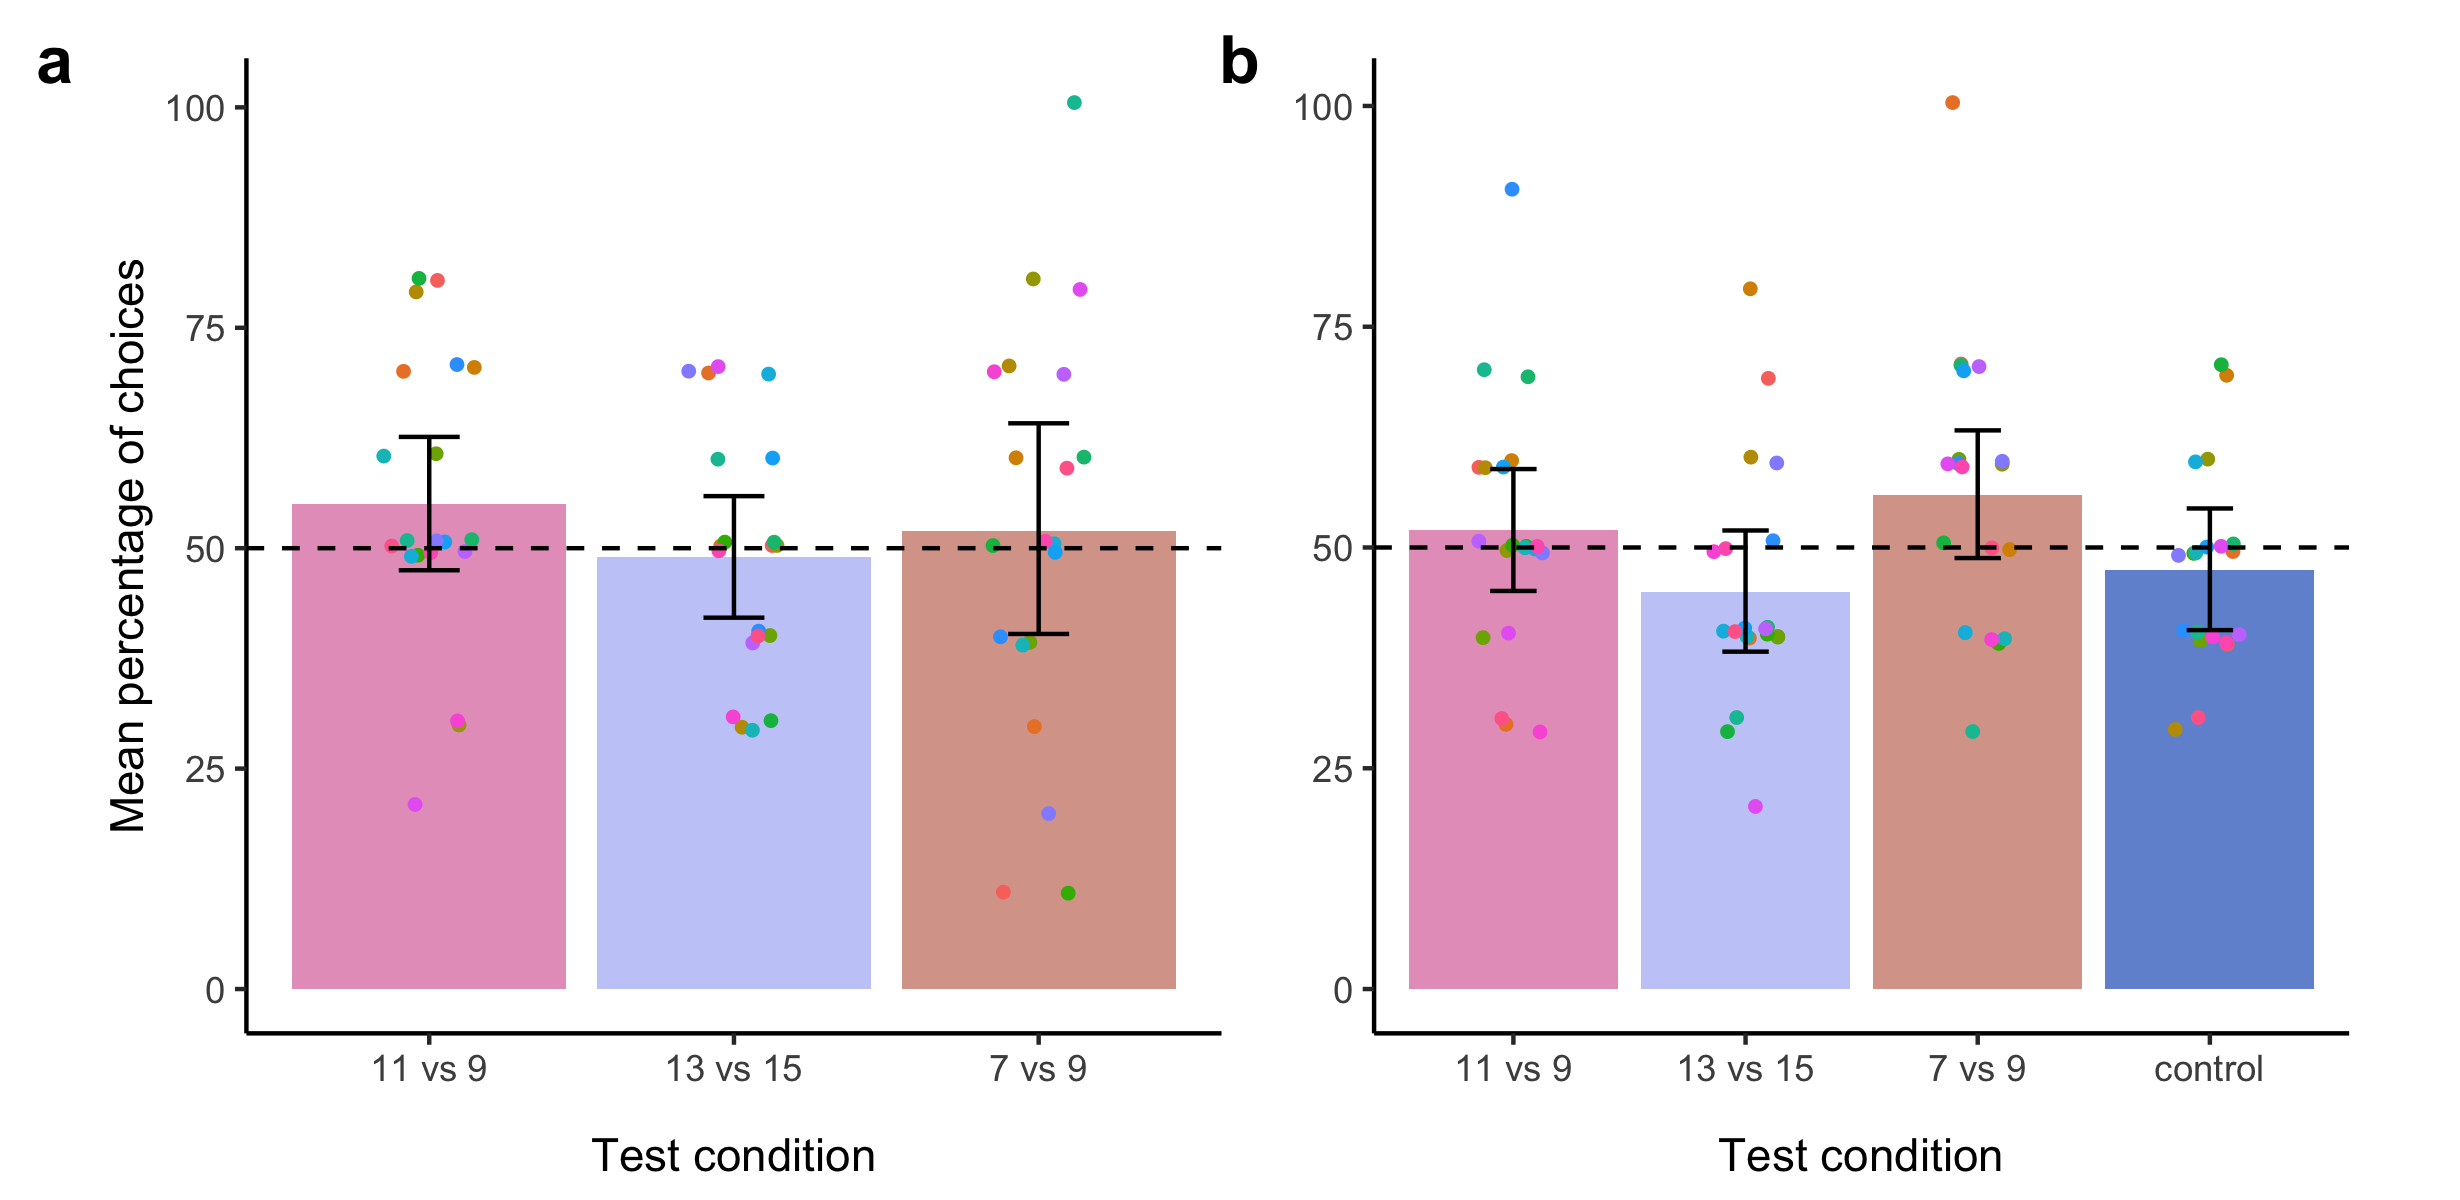 a
Mean percentage of choices
100
75
50
25
0
11 vs 9
13 vs 15
7 vs 9
Test condition
b
100
75
50
25
0
11 vs 9
13 vs 15
7 vs 9
control
Test condition